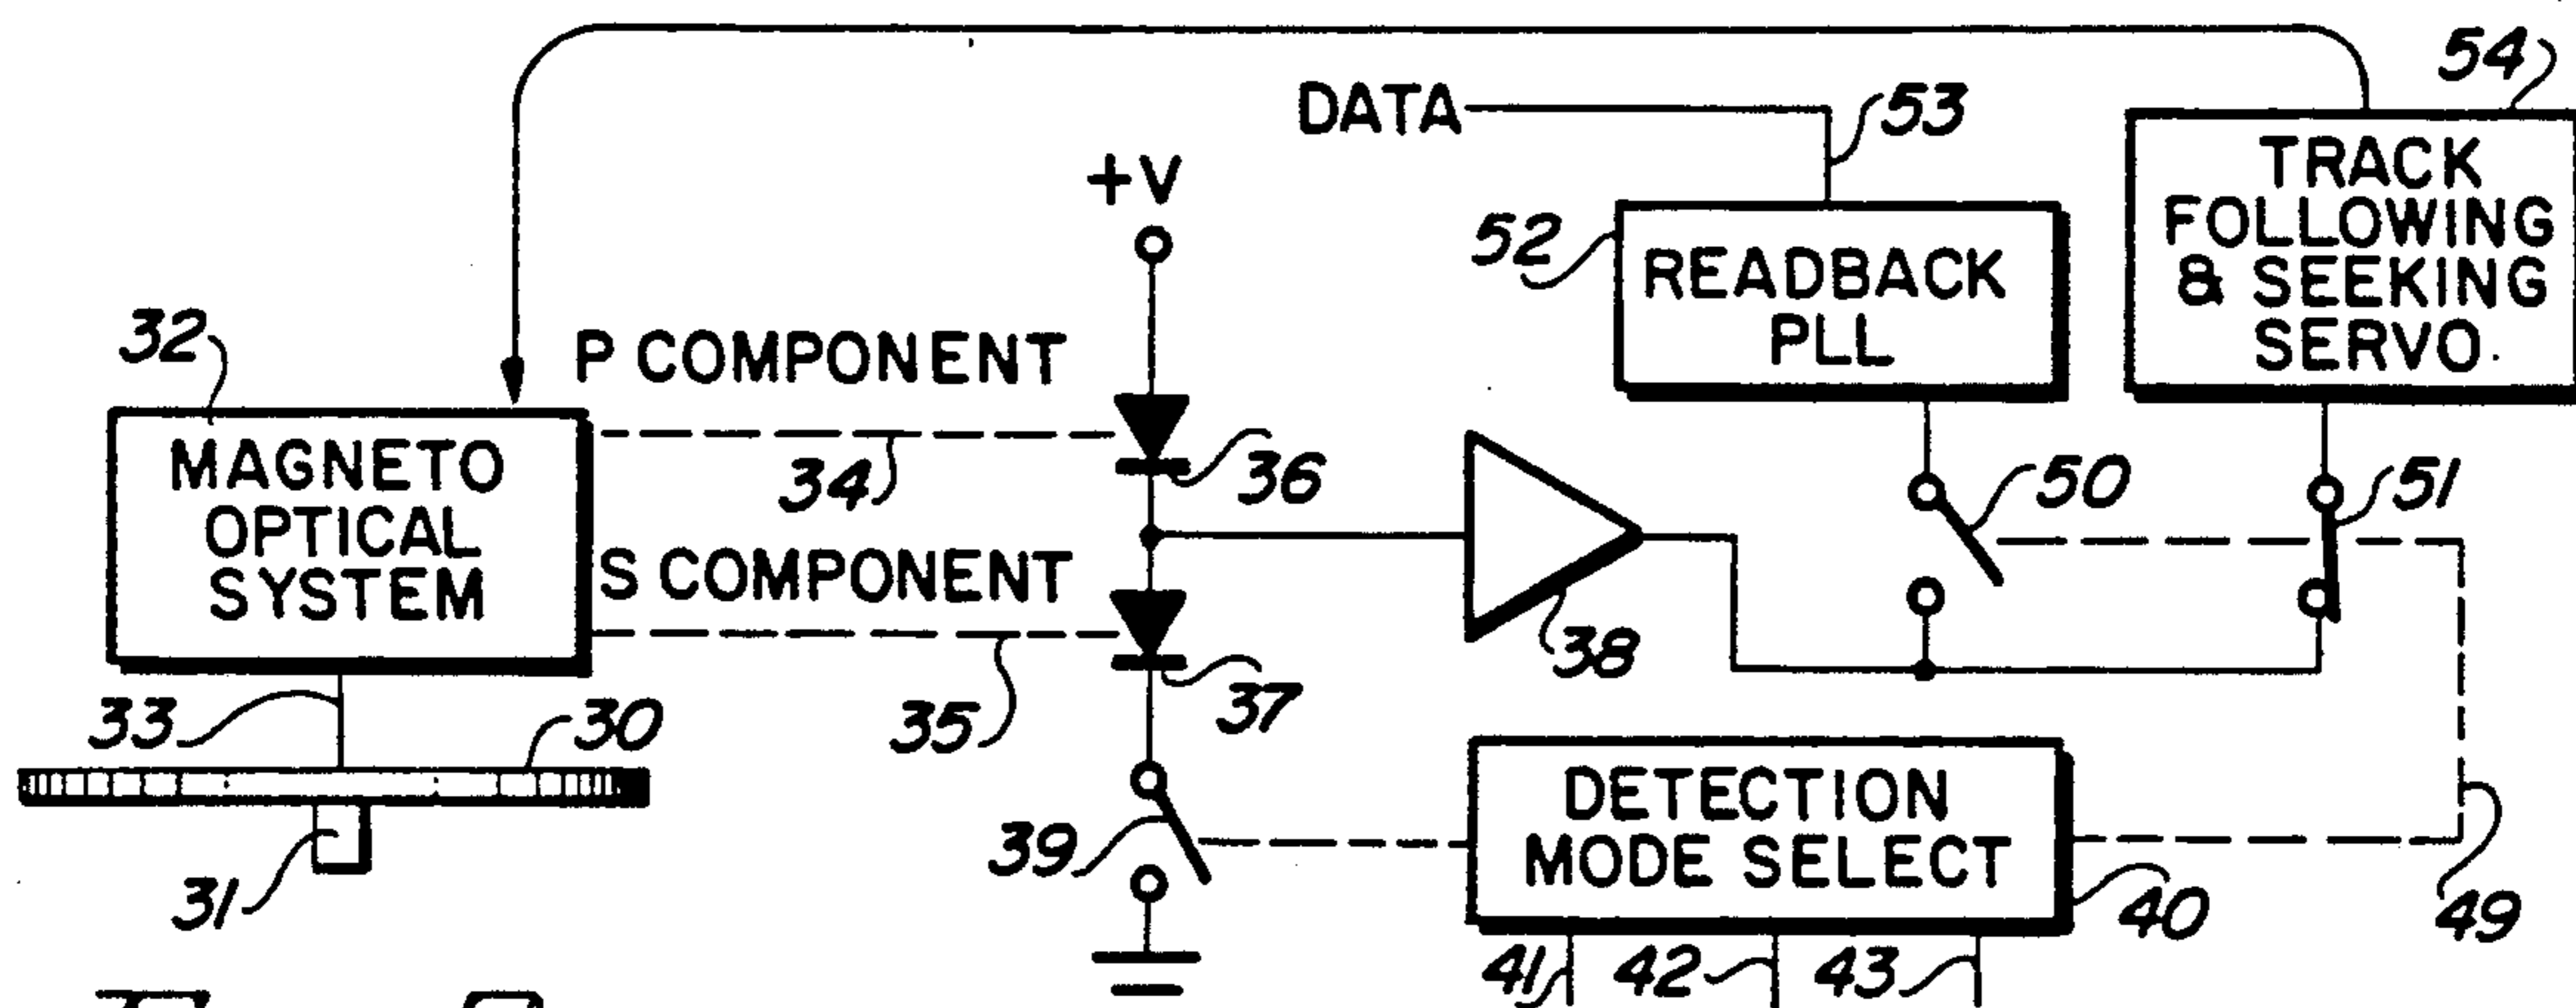 54
DATA
53
+V
TRACK
FOLLOWING
& SEEKING
SERVO
52
READBACK
PLL
32
P COMPONENT
MAGNETO
OPTICAL
SYSTEM
34
36
50
51
S COMPONENT
38
35
37
33
30
DETECTION
MODE SELECT
39
31
40
49
41
42
43